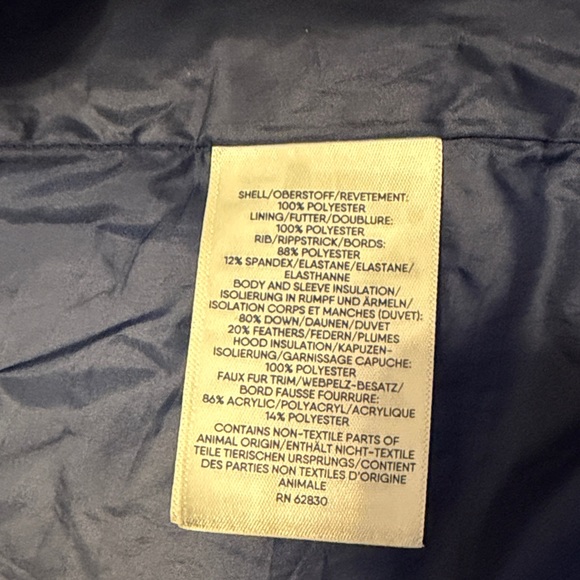 SHELL/OBERSTOFF/REVETEMENT:
100% POLYESTER
LINING/FUTTER/DOUBLURE:
100% POLYESTER
RIB/RIPPSTRICK/BORDS:
88% POLYESTER
12% SPANDEX/ELASTANE/ELASTANE/
ELASTHANNE
BODY AND SLEEVE INSULATION/
ISOLIERUNG IN RUMPF UND ÄRMELN/
ISOLATION CORPS ET MANCHES (DUVET):
80% DOWN/DAUNEN/DUVET
20% FEATHERS/FEDERN/PLUMES
HOOD INSULATION/KAPUZEN-
ISOLIERUNG/GARNISSAGE CAPUCHE:
100% POLYESTER
FAUX FUR TRIM/WEBPELZ-BESATZ/
BORD FAUSSE FOURRURE:
86% ACRYLIC/POLYACRYL/ACRYLIQUE
14% POLYESTER
CONTAINS NON-TEXTILE PARTS OF
ANIMAL ORIGIN/ENTHÄLT NICHT-TEXTILE
TEILE TIERISCHEN URSPRUNGS/CONTIENT
DES PARTIES NON TEXTILES D'ORIGINE
ANIMALE
RN 62830